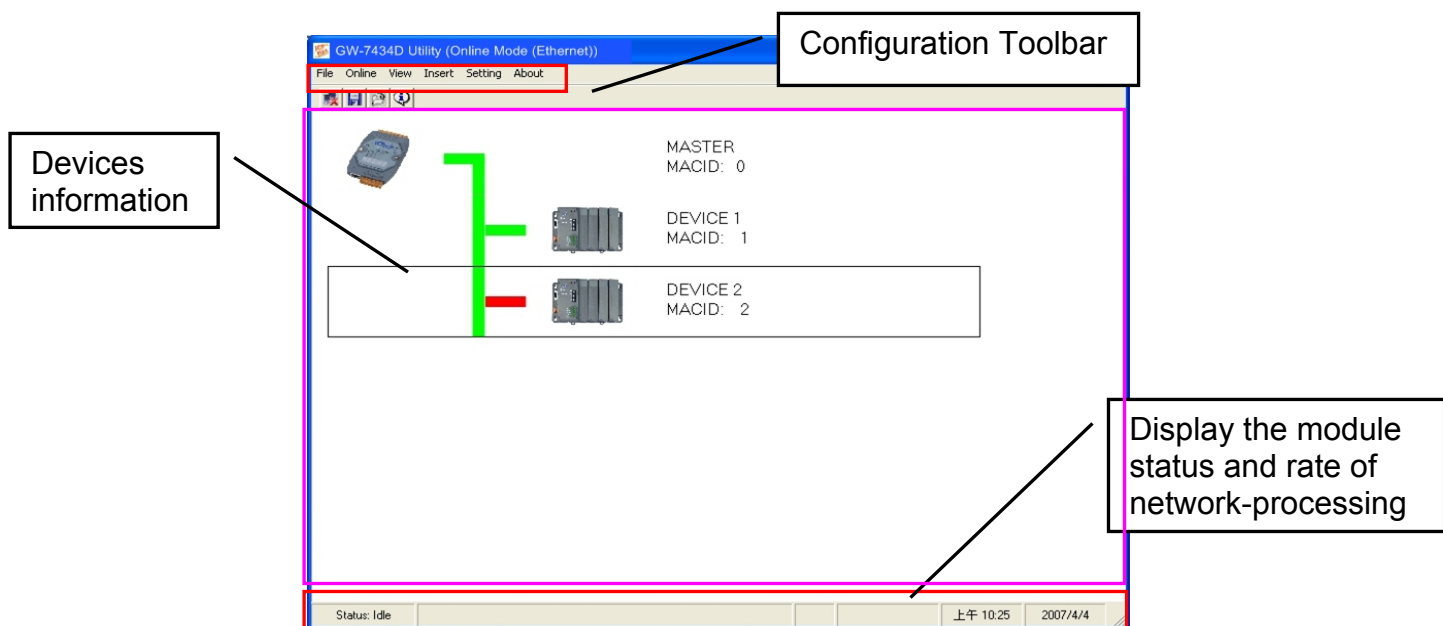 Configuration Toolbar
GW-7434D Utility (Online Mode (Ethernet))
File Online View Insert Setting About
Devices
information
MASTER
MACID: 0
DEVICE 1
MACID: 1
DEVICE 2
MACID: 2
Display the module
status and rate of
network-processing
Status: Idle
上午 10:25
2007/4/4